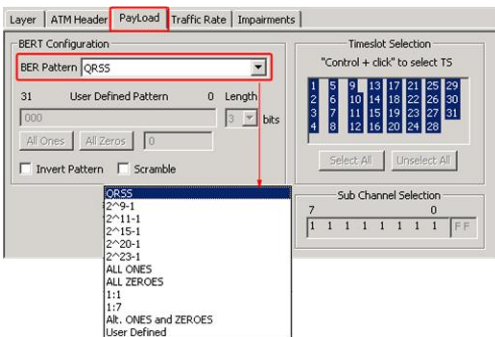 Layer ATM Header PayLoad Traffic Rate Impairments
BERT Configuration
BER Pattern QRSS
31 User Defined Pattern 0 Length
000 3 bits
All Ones All Zeros 0
Invert Pattern Scramble
QRSS
2^9-1
2^11-1
2^15-1
2^20-1
2^23-1
ALL ONES
ALL ZEROES
1:1
1:7
Alt. ONES and ZEROES
User Defined
Timeslot Selection
"Control + click" to select TS
1 5 9 13 17 21 25 29
2 6 10 14 18 22 26 30
3 7 11 15 19 23 27 31
4 8 12 16 20 24 28
Select All Unselect All
Sub Channel Selection
7 0
1 1 1 1 1 1 1 1 FF